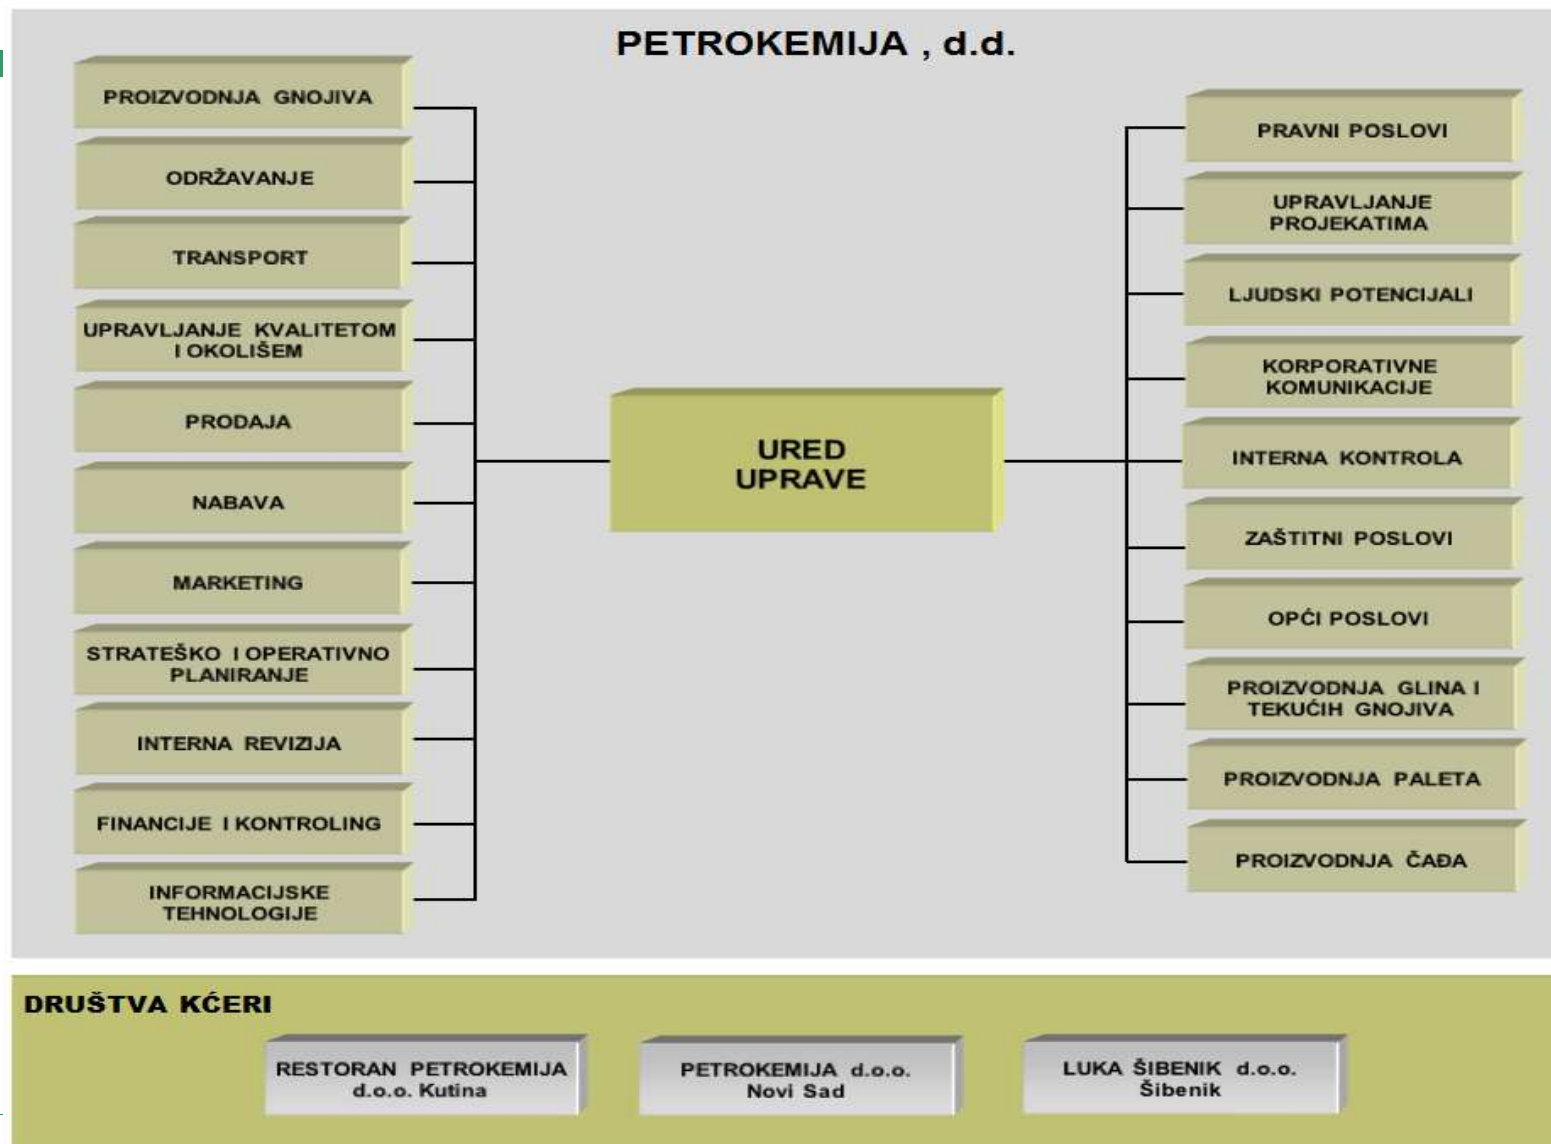 PETROKEMIJA , d.d.
PROIZVODNJA GNOJIVA
ODRŽAVANJE
TRANSPORT
UPRAVLJANJE KVALITETOM
I OKOLIŠEM
PRODAJA
NABAVA
MARKETING
STRATEŠKO I OPERATIVNO
PLANIRANJE
INTERNA REVIZIJA
FINANCIJE I KONTROLING
INFORMACIJSKE
TEHNOLOGIJE
URED
UPRAVE
PRAVNI POSLOVI
UPRAVLJANJE
PROJEKATIMA
LJUDSKI POTENCIJALI
KORPORATIVNE
KOMUNIKACIJE
INTERNA KONTROLA
ZAŠTITNI POSLOVI
OPĆI POSLOVI
PROIZVODNJA GLINA I
TEKUĆIH GNOJIVA
PROIZVODNJA PALETA
PROIZVODNJA ČAĐA
DRUŠTVA KĆERI
RESTORAN PETROKEMIJA
d.o.o. Kutina
PETROKEMIJA d.o.o.
Novi Sad
LUKA ŠIBENIK d.o.o.
Šibenik